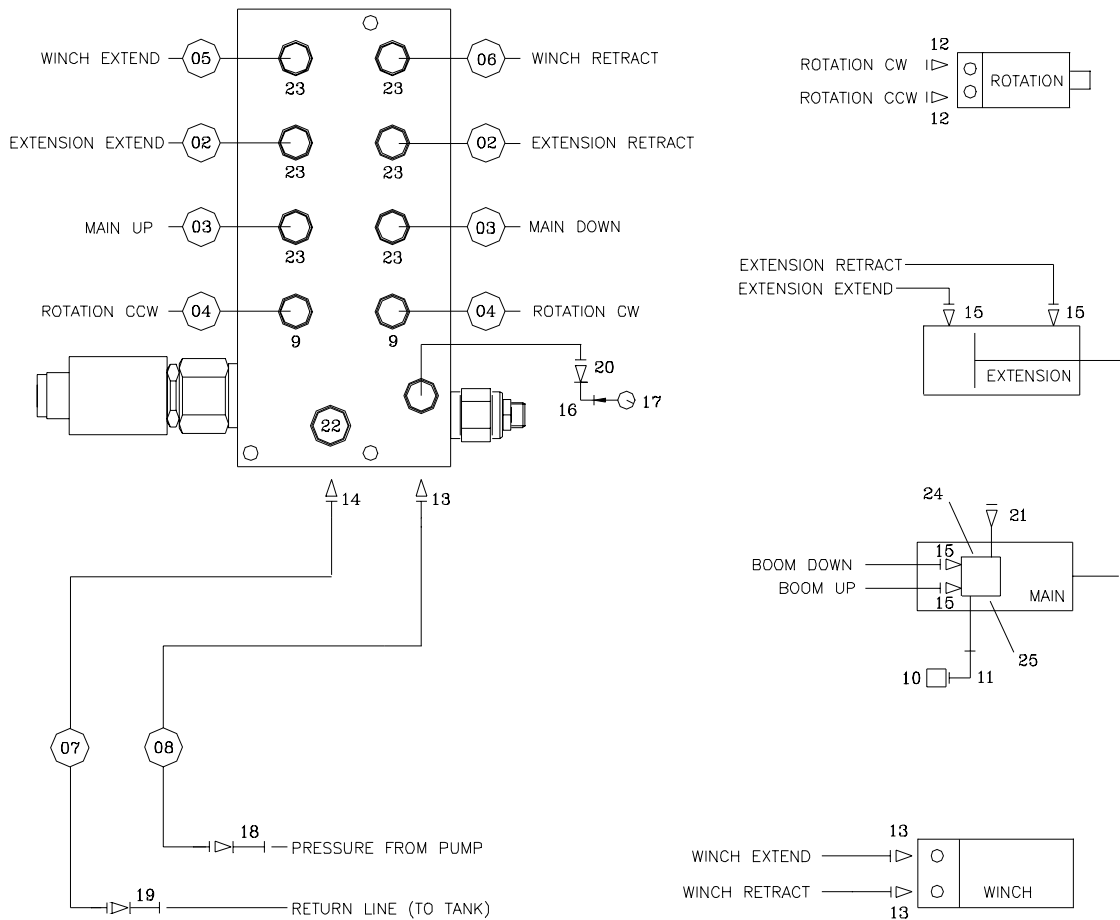 WINCH EXTEND 05 06 WINCH RETRACT
23 23
EXTENSION EXTEND 02 02 EXTENSION RETRACT
23 23
MAIN UP 03 03 MAIN DOWN
23 23
ROTATION CCW 04 04 ROTATION CW
9 9
20
16 17
22
14 13
07 08
18
PRESSURE FROM PUMP
19
RETURN LINE (TO TANK)
12
ROTATION CW
ROTATION
ROTATION CCW
12
EXTENSION RETRACT
EXTENSION EXTEND
15 15
EXTENSION
24
21
15
BOOM DOWN
BOOM UP
15
MAIN
25
10 11
13
WINCH EXTEND
WINCH RETRACT
WINCH
13